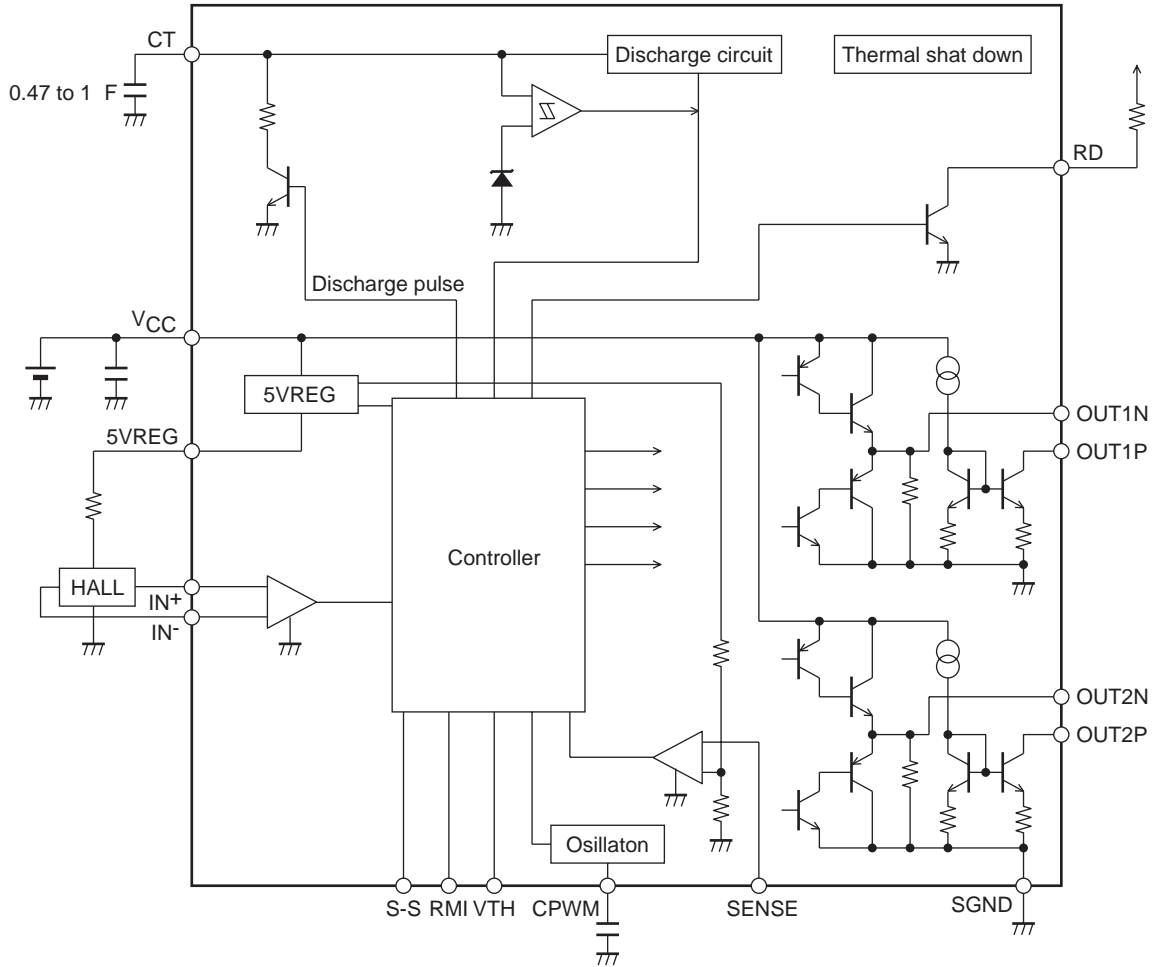 CT
Discharge circuit
Thermal shat down
0.47 to 1 F
RD
Discharge pulse
VCC
5VREG
OUT1N
5VREG
OUT1P
Controller
HALL
IN+
IN-
OUT2N
OUT2P
Osillaton
S-S RMI VTH CPWM SENSE SGND